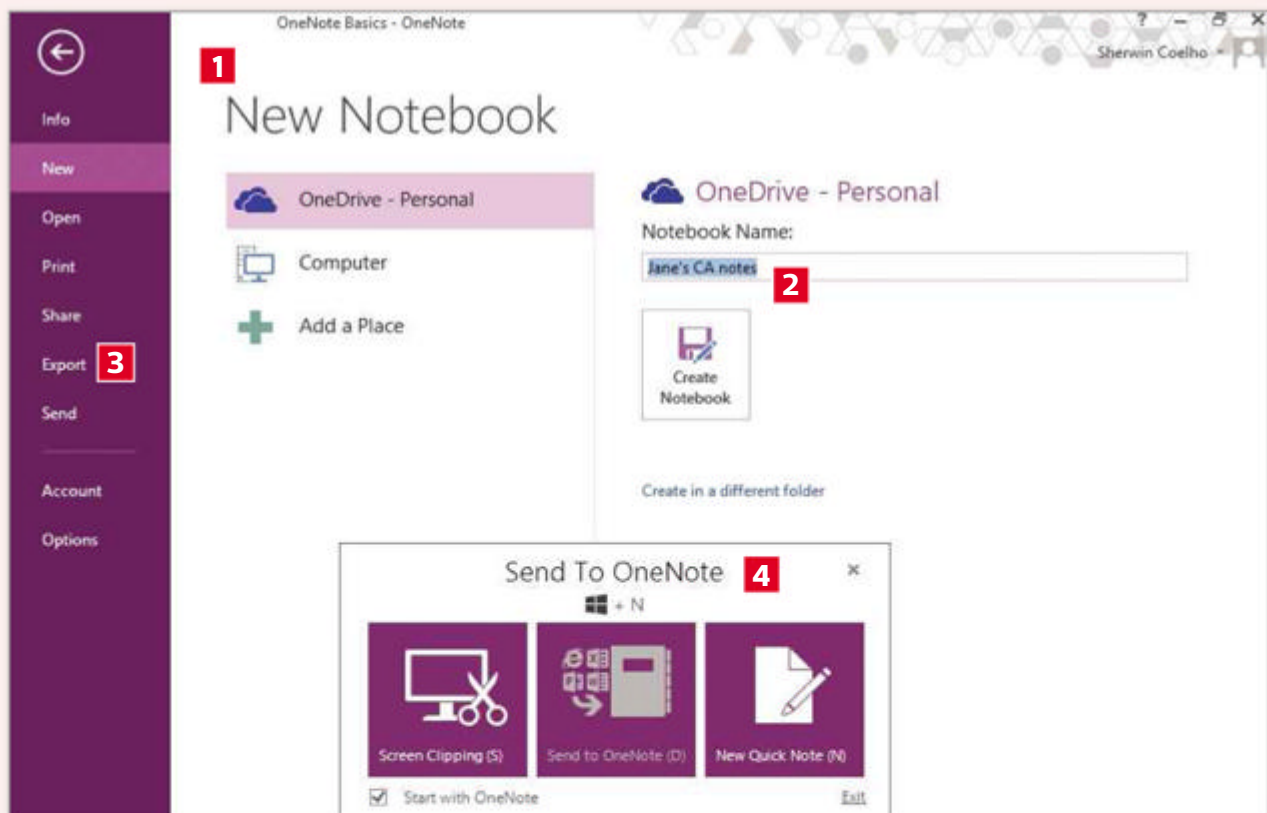 OneNote Basics - OneNote
?
Sherwin Coelho
1
New Notebook
Info
New
Open
Print
Share
Export
3
Send
Account
Options
OneDrive - Personal
Computer
Add a Place
OneDrive - Personal
Notebook Name:
Jane's CA notes
2
Create
Notebook
Create in a different folder
Send To OneNote
4
+ N
Screen Clipping (S)
Send to OneNote (D)
New Quick Note (N)
Start with OneNote
Exit